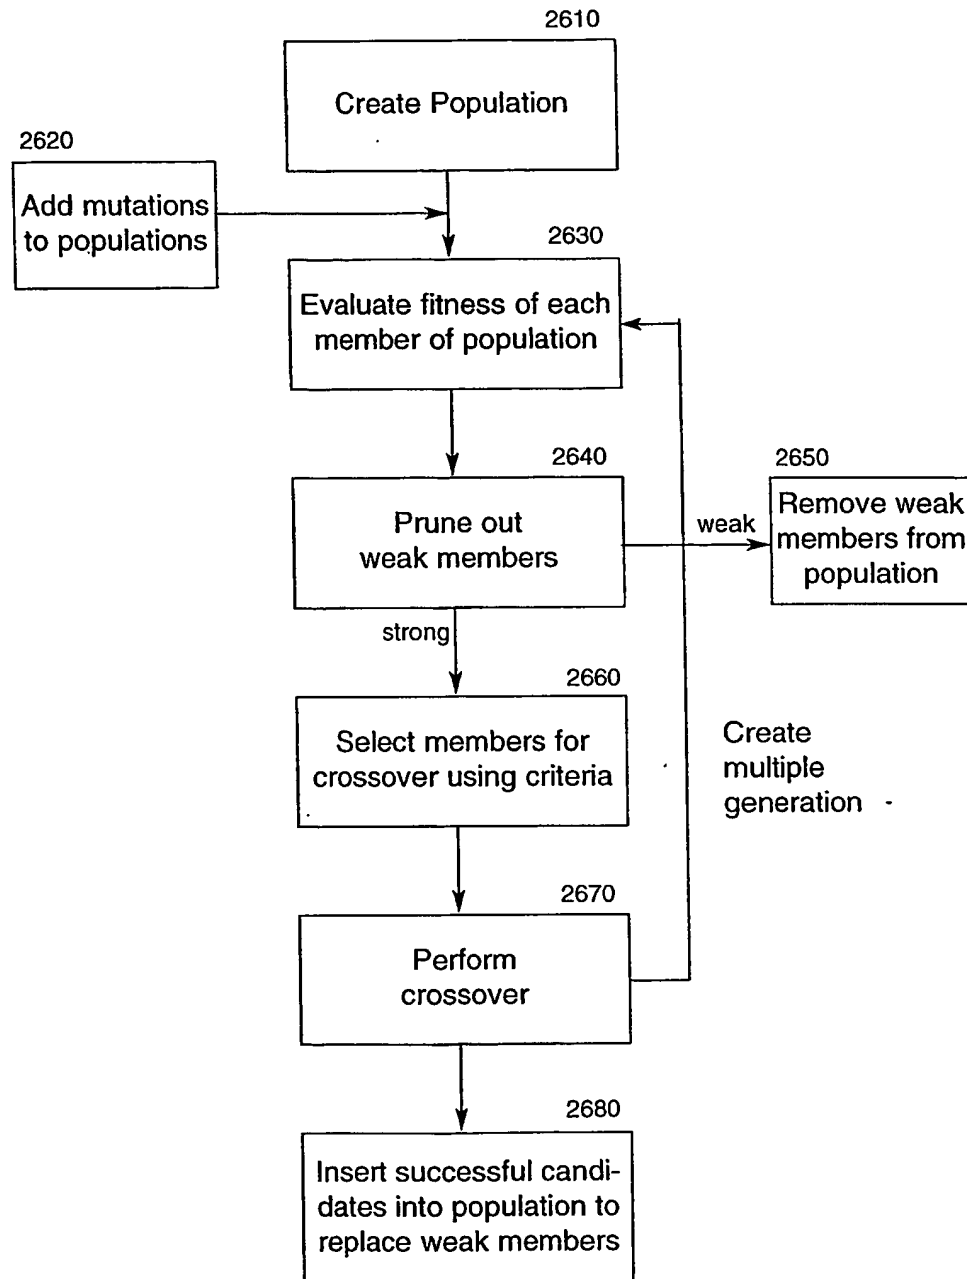 2610
Create Population
2620
Add mutations
to populations
2630
Evaluate fitness of each
member of population
2640
Prune out
weak members
weak
2650
Remove weak
members from
population
strong
2660
Select members for
crossover using criteria
Create
multiple
generation
2670
Perform
crossover
2680
Insert successful candi-
dates into population to
replace weak members